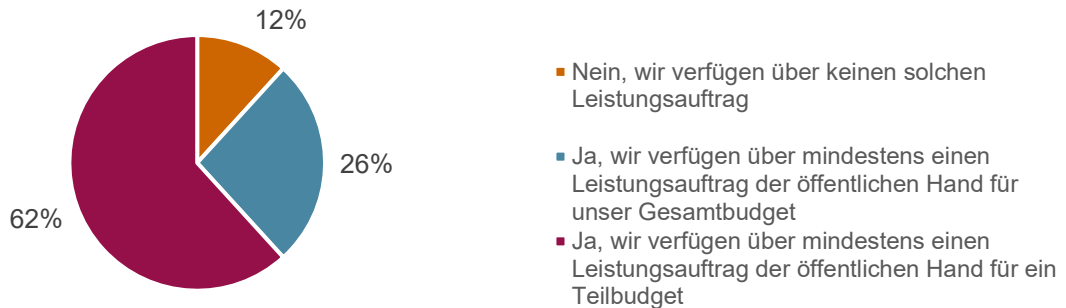 12%
26%
62%
Nein, wir verfügen über keinen solchen
Leistungsauftrag
Ja, wir verfügen über mindestens einen
Leistungsauftrag der öffentlichen Hand für
unser Gesamtbudget
Ja, wir verfügen über mindestens einen
Leistungsauftrag der öffentlichen Hand für ein
Teilbudget